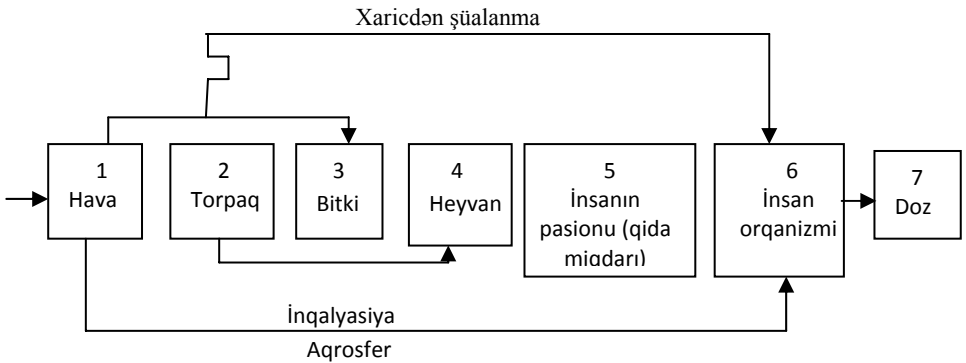 Xaricdən şüalanma
1
Hava
2
Torpaq
3
Bitki
4
Heyvan
5
İnsanın
pasionu (qida
miqdarı)
6
İnsan
orqanizmi
7
Doz
İnqalyasiya
Aqrosfer